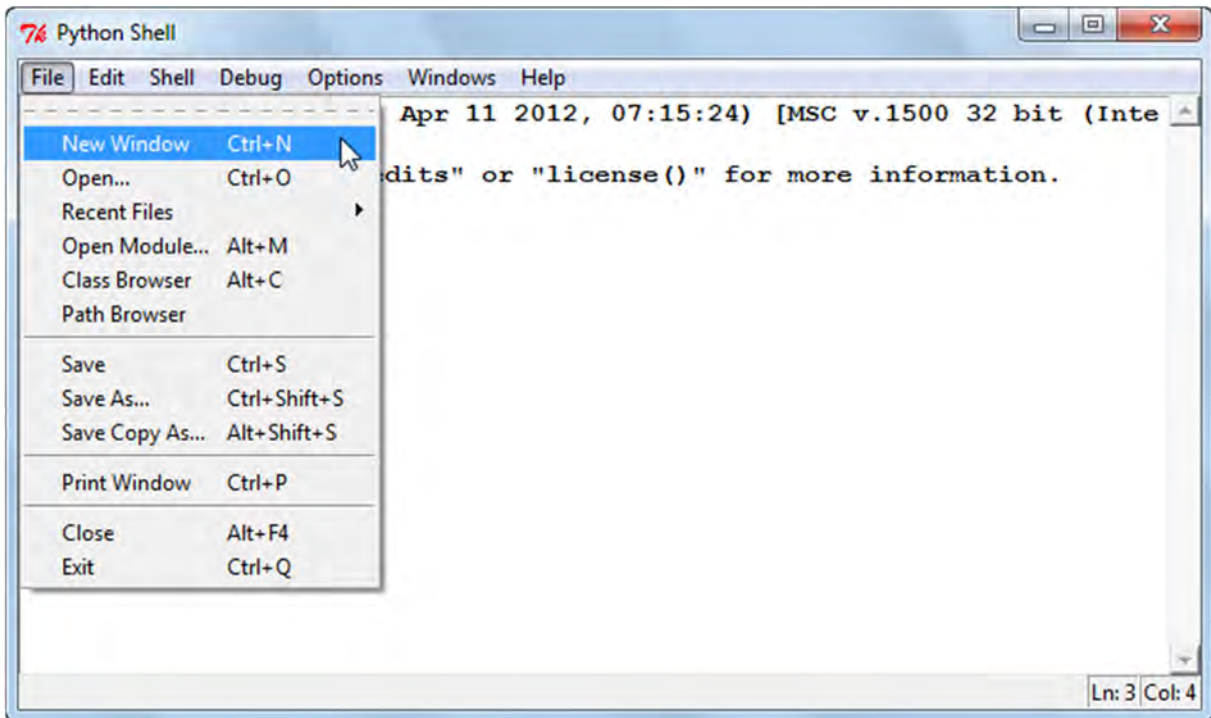 Python Shell
File Edit Shell Debug Options Windows Help
Apr 11 2012, 07:15:24) [MSC v.1500 32 bit (Inte
New Window Ctrl+N
dits" or "license()" for more information.
Open... Ctrl+O
Recent Files
Open Module... Alt+M
Class Browser Alt+C
Path Browser
Save Ctrl+S
Save As... Ctrl+Shift+S
Save Copy As... Alt+Shift+S
Print Window Ctrl+P
Close Alt+F4
Exit Ctrl+Q
Ln: 3 Col: 4